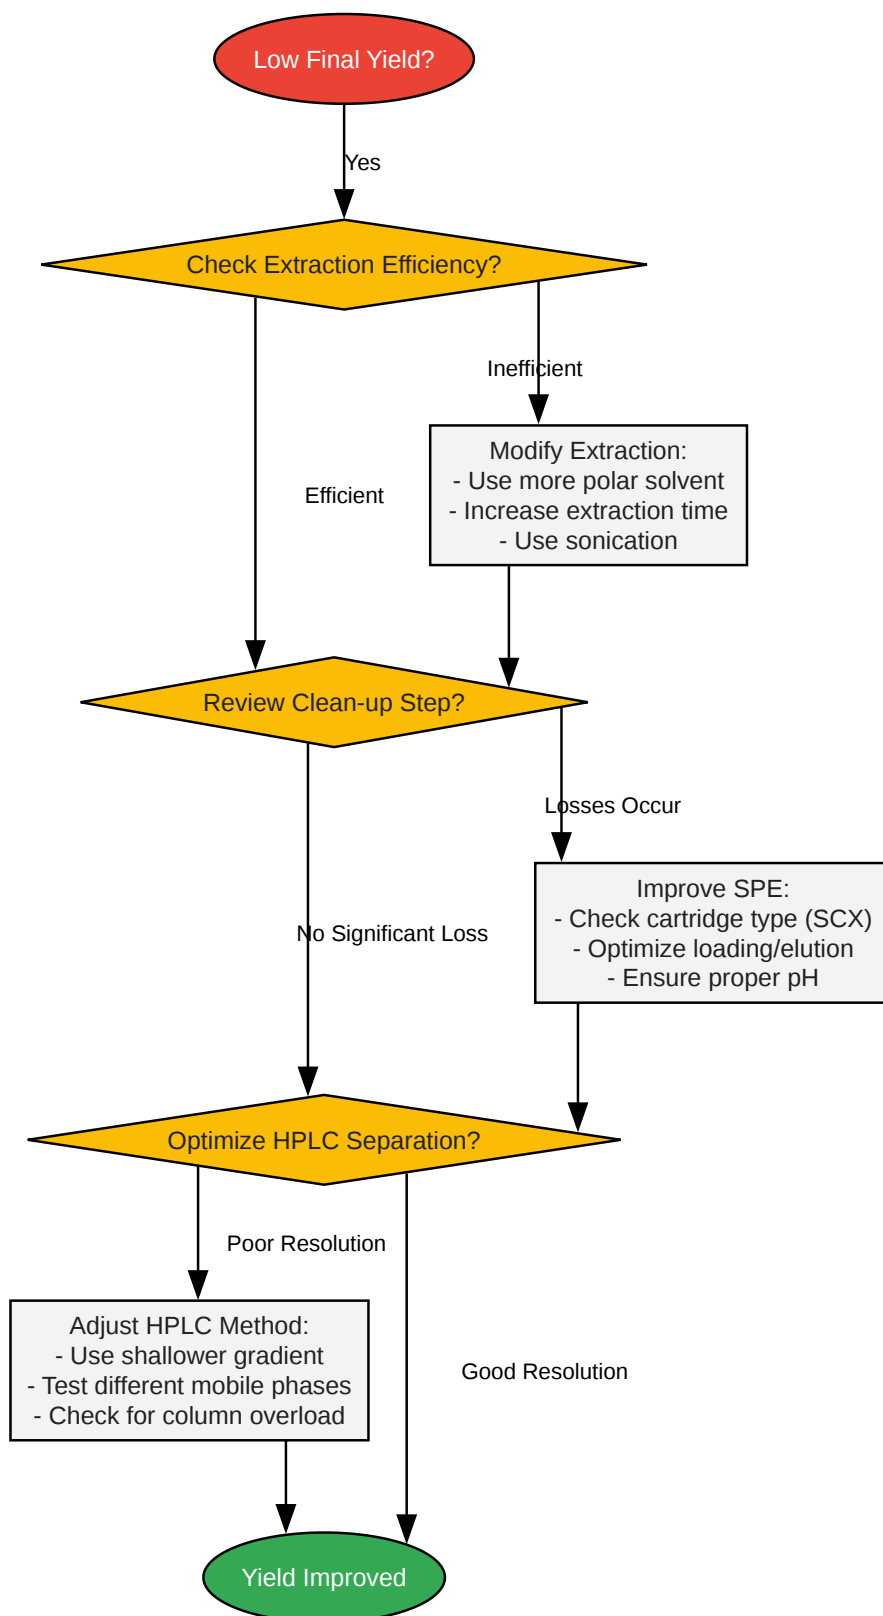 Low Final Yield?
Yes
Check Extraction Efficiency?
Inefficient
Modify Extraction:
- Use more polar solvent
- Increase extraction time
- Use sonication
Efficient
Review Clean-up Step?
Losses Occur
Improve SPE:
- Check cartridge type (SCX)
- Optimize loading/elution
- Ensure proper pH
No Significant Loss
Optimize HPLC Separation?
Poor Resolution
Adjust HPLC Method:
- Use shallower gradient
- Test different mobile phases
- Check for column overload
Good Resolution
Yield Improved